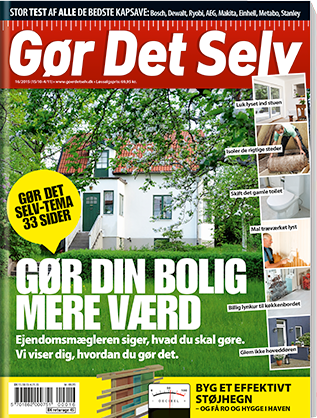 STOR TEST AF ALLE DE BEDSTE KAPSAVE: Bosch, Dewalt, Ryobi, AEG, Makita, Einhell, Metabo, Stanley
Gør Det Selv
Luk lyset ind stuen
Isoler de rigtige steder
Skift det gamle toilet
Mal træværket lyst
Billig lynkur til køkkenbordet
Glem ikke hoveddøren
GØR DET
SELV-TEMA
33 SIDER
GØR DIN BOLIG
MERE VÆRD
Ejendomsmægleren siger, hvad du skal gøre.
Vi viser dig, hvordan du gør det.
DECIBEL
BYG ET EFFEKTIVT
STØJHEGN
– OG FÅ RO OG HYGGE I HAVEN